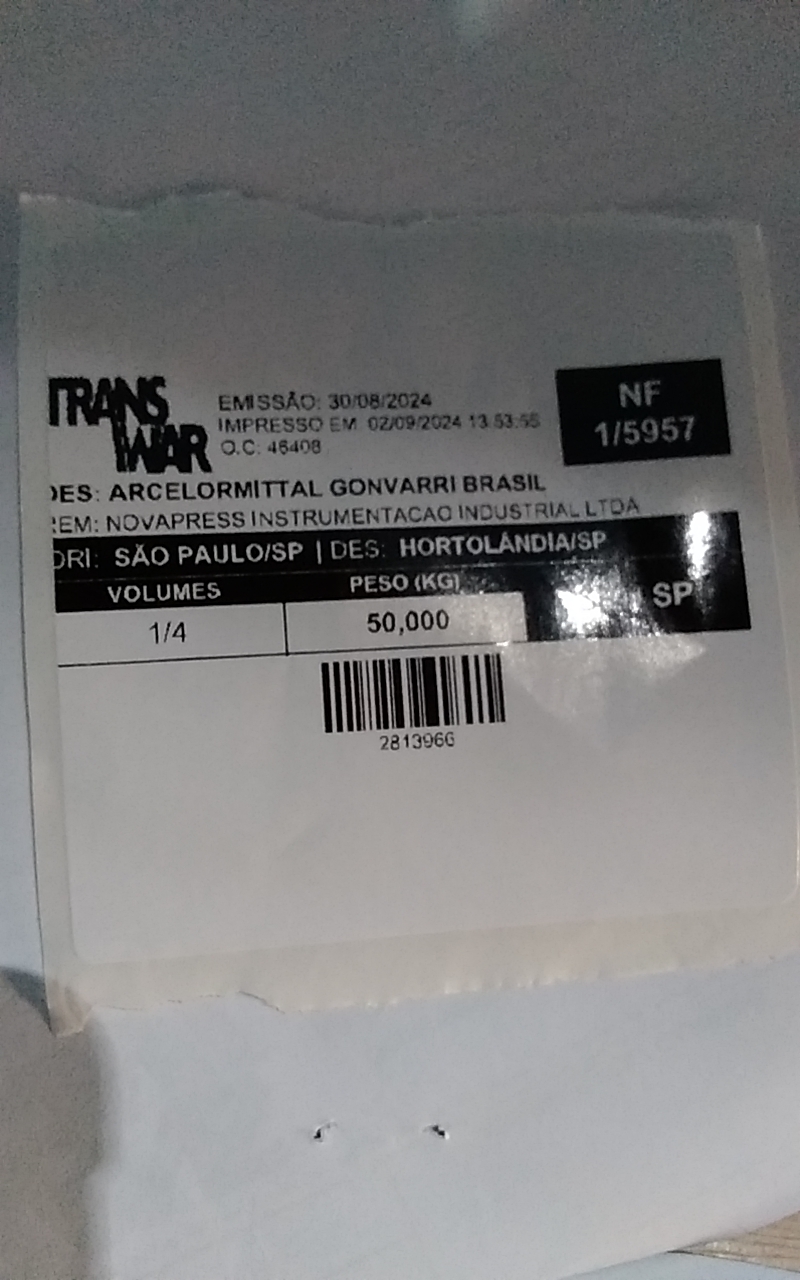 TRANS
WAR
EMISSÃO: 30/08/2024
IMPRESSO EM 02/09/2024 13:53:55
O.C: 46408
NF
1/5957
DES: ARCELORMITTAL GONVARRI BRASIL
REM: NOVAPRESS INSTRUMENTACAO INDUSTRIAL LTDA
ORI: SÃO PAULO/SP | DES: HORTOLÂNDIA/SP
VOLUMES PESO (KG) SP
1/4 50,000
2813966